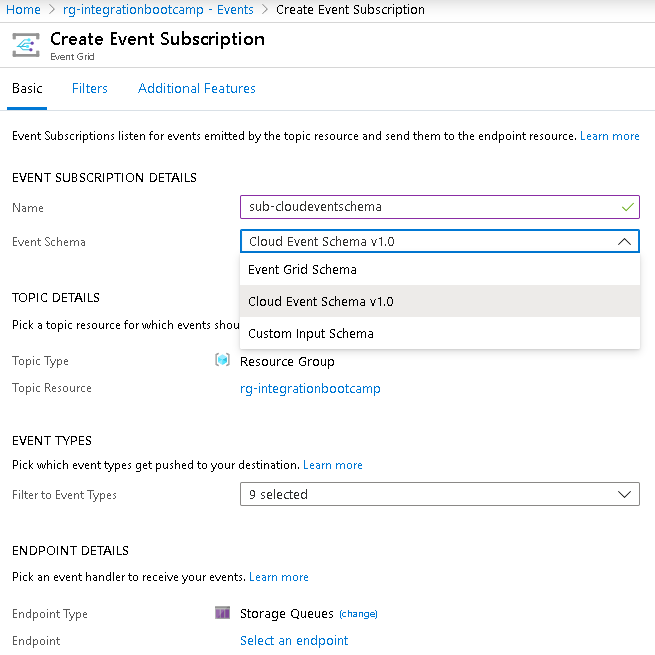 Home > rg-integrationbootcamp - Events > Create Event Subscription
Create Event Subscription
Event Grid
Basic Filters Additional Features
Event Subscriptions listen for events emitted by the topic resource and send them to the endpoint resource. Learn more
EVENT SUBSCRIPTION DETAILS
Name sub-cloudeventschema
Event Schema Cloud Event Schema v1.0
Event Grid Schema
Cloud Event Schema v1.0
Custom Input Schema
TOPIC DETAILS
Pick a topic resource for which events shou
Topic Type Resource Group
Topic Resource rg-integrationbootcamp
EVENT TYPES
Pick which event types get pushed to your destination. Learn more
Filter to Event Types 9 selected
ENDPOINT DETAILS
Pick an event handler to receive your events. Learn more
Endpoint Type Storage Queues (change)
Endpoint Select an endpoint